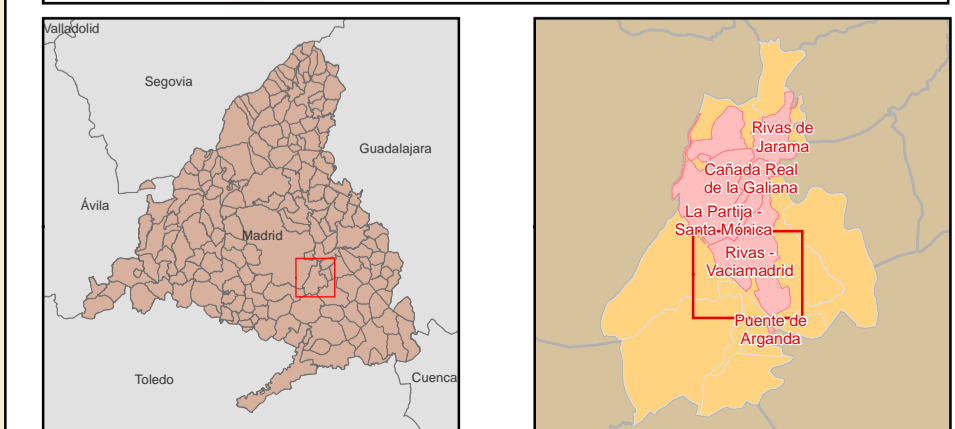 Valladolid
Segovia
Guadalajara
Ávila
Madrid
Toledo
Cuenca
Rivas de
Jarama
Cañada Real
de la Galiana
La Partija -
Santa Mónica
Rivas -
Vaciamadrid
Puente de
Arganda